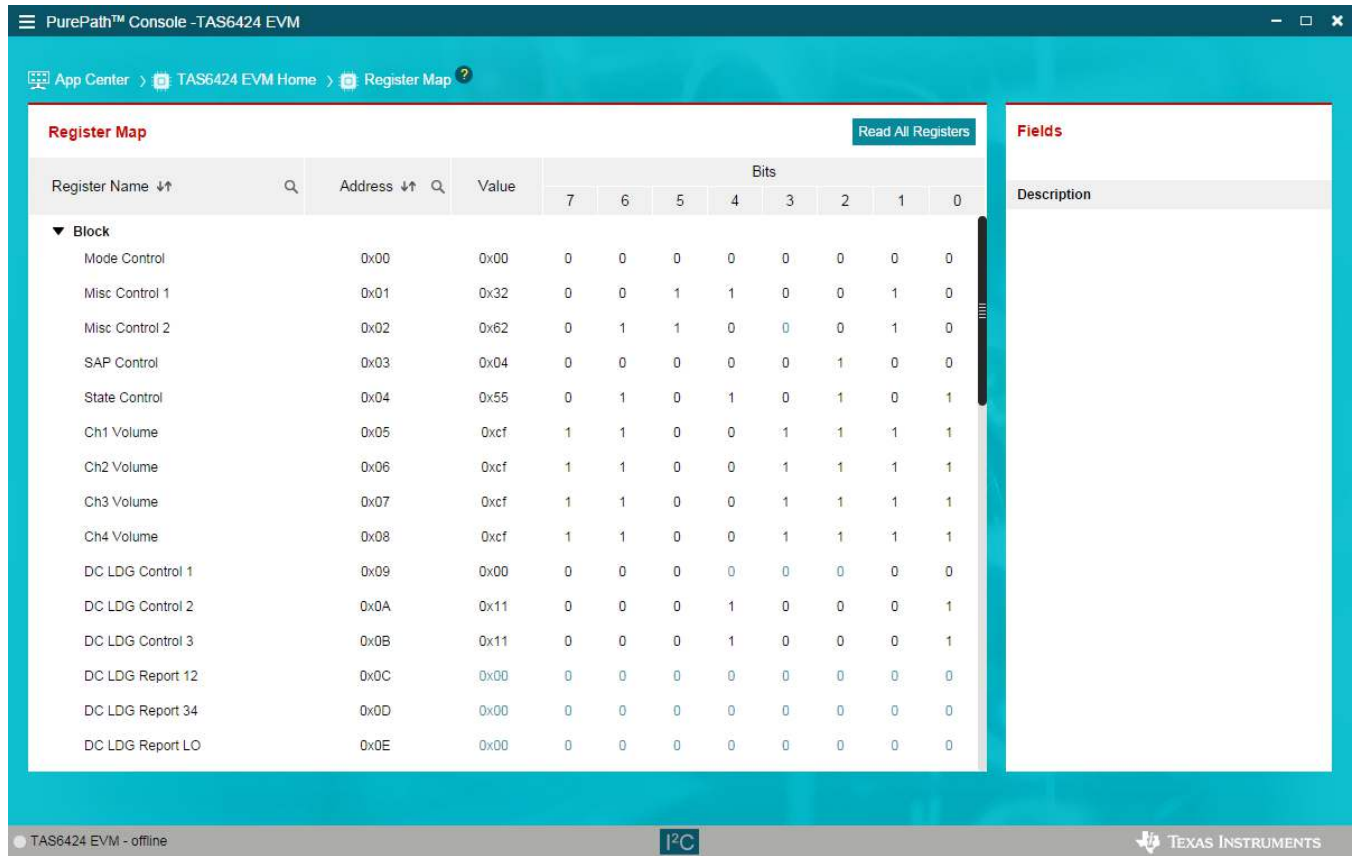 PurePath™ Console -TAS6424 EVM
App Center > TAS6424 EVM Home > Register Map ?
Register Map Read All Registers
Register Name Address Value Bits
7 6 5 4 3 2 1 0
Block
Mode Control 0x00 0x00 0 0 0 0 0 0 0 0
Misc Control 1 0x01 0x32 0 0 1 1 0 0 1 0
Misc Control 2 0x02 0x62 0 1 1 0 0 0 1 0
SAP Control 0x03 0x04 0 0 0 0 0 1 0 0
State Control 0x04 0x55 0 1 0 1 0 1 0 1
Ch1 Volume 0x05 0xcf 1 1 0 0 1 1 1 1
Ch2 Volume 0x06 0xcf 1 1 0 0 1 1 1 1
Ch3 Volume 0x07 0xcf 1 1 0 0 1 1 1 1
Ch4 Volume 0x08 0xcf 1 1 0 0 1 1 1 1
DC LDG Control 1 0x09 0x00 0 0 0 0 0 0 0 0
DC LDG Control 2 0x0A 0x11 0 0 0 1 0 0 0 1
DC LDG Control 3 0x0B 0x11 0 0 0 1 0 0 0 1
DC LDG Report 12 0x0C 0x00 0 0 0 0 0 0 0 0
DC LDG Report 34 0x0D 0x00 0 0 0 0 0 0 0 0
DC LDG Report LO 0x0E 0x00 0 0 0 0 0 0 0 0
Fields
Description
TAS6424 EVM - offline I²C TEXAS INSTRUMENTS